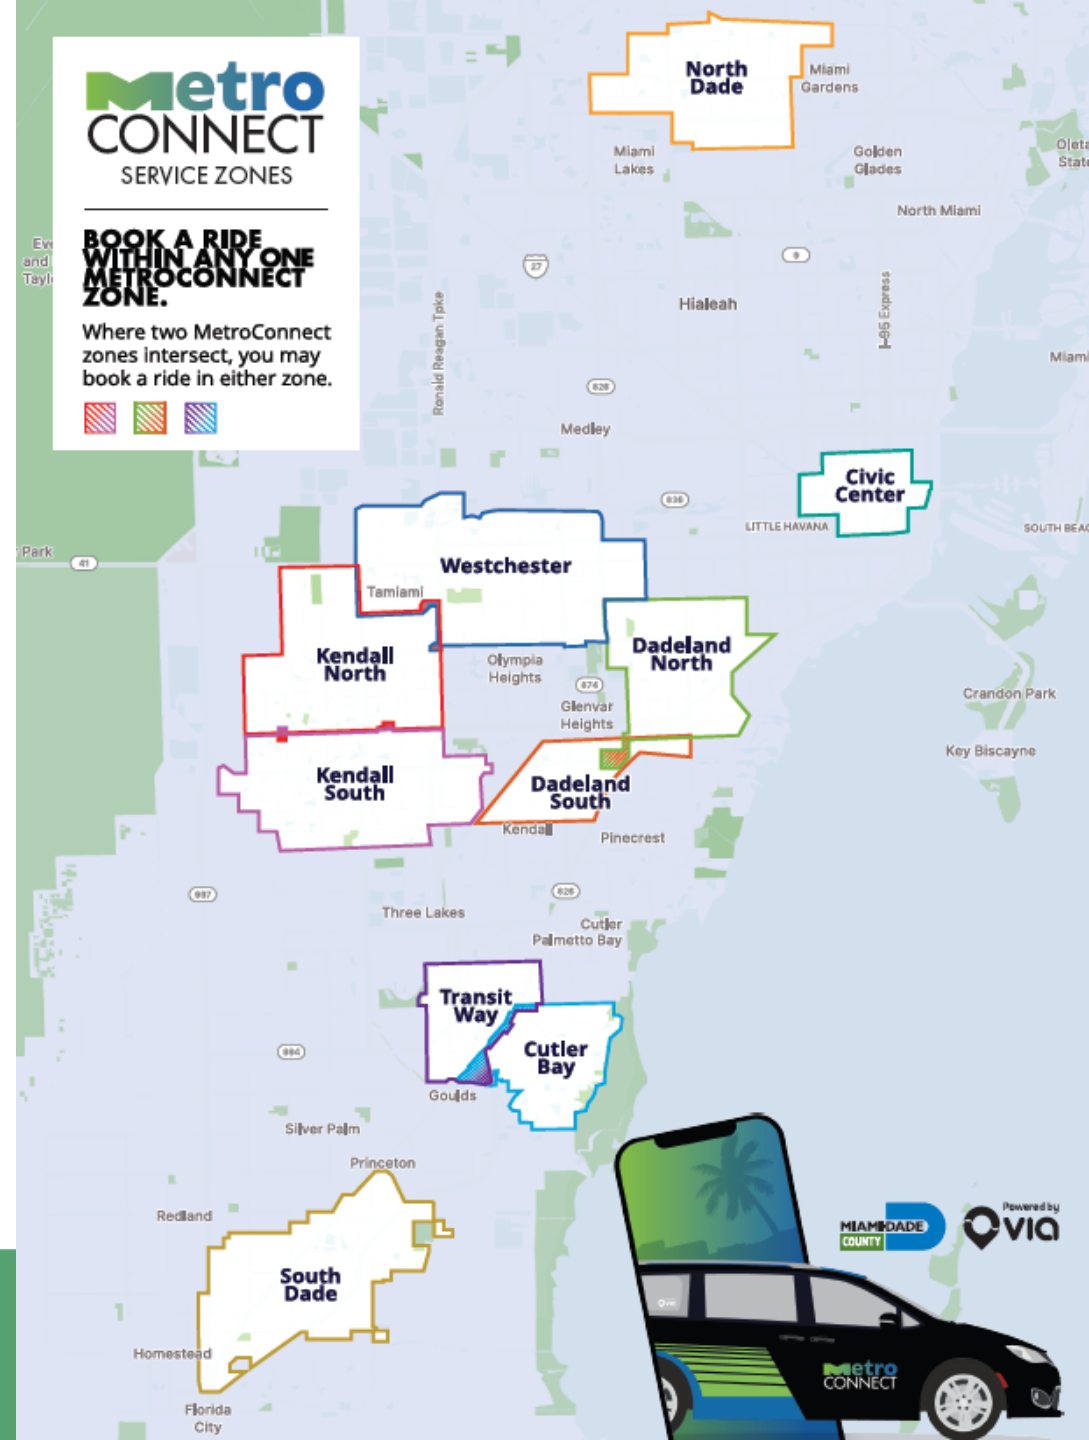 Metro
CONNECT
SERVICE ZONES
BOOK A RIDE
WITHIN ANY ONE
METROCONNECT
ZONE.
Where two MetroConnect
zones intersect, you may
book a ride in either zone.
North
Dade
Miami
Gardens
Miami
Lakes
Golden
Glades
North Miami
Hialeah
27
9
Ronald Reagan Tpke
I-95 Express
826
Medley
836
Civic
Center
LITTLE HAVANA
Park
41
Westchester
Tamiami
Kendall
North
Olympia
Heights
874
Glenvar
Heights
Dadeland
North
Crandon Park
Key Biscayne
Kendall
South
Dadeland
South
Kendall
Pinecrest
997
826
Three Lakes
Cutler
Palmetto Bay
Transit
Way
Cutler
Bay
994
Goulds
Silver Palm
Princeton
Redland
South
Dade
Homestead
Florida
City
MIAMI-DADE
COUNTY
Powered by
via
via
Metro
CONNECT